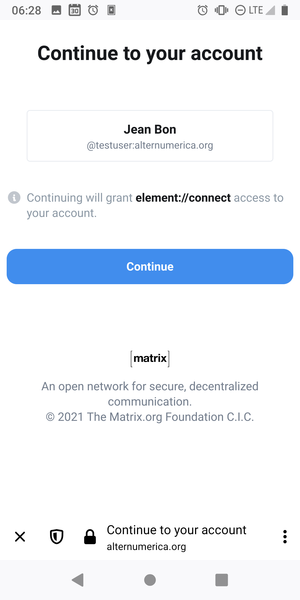 06:28
30
LTE
Continue to your account
Jean Bon
@testuser:alternumerica.org
Continuing will grant element://connect access to
your account.
Continue
[matrix]
An open network for secure, decentralized
communication.
© 2021 The Matrix.org Foundation C.I.C.
Continue to your account
alternumerica.org